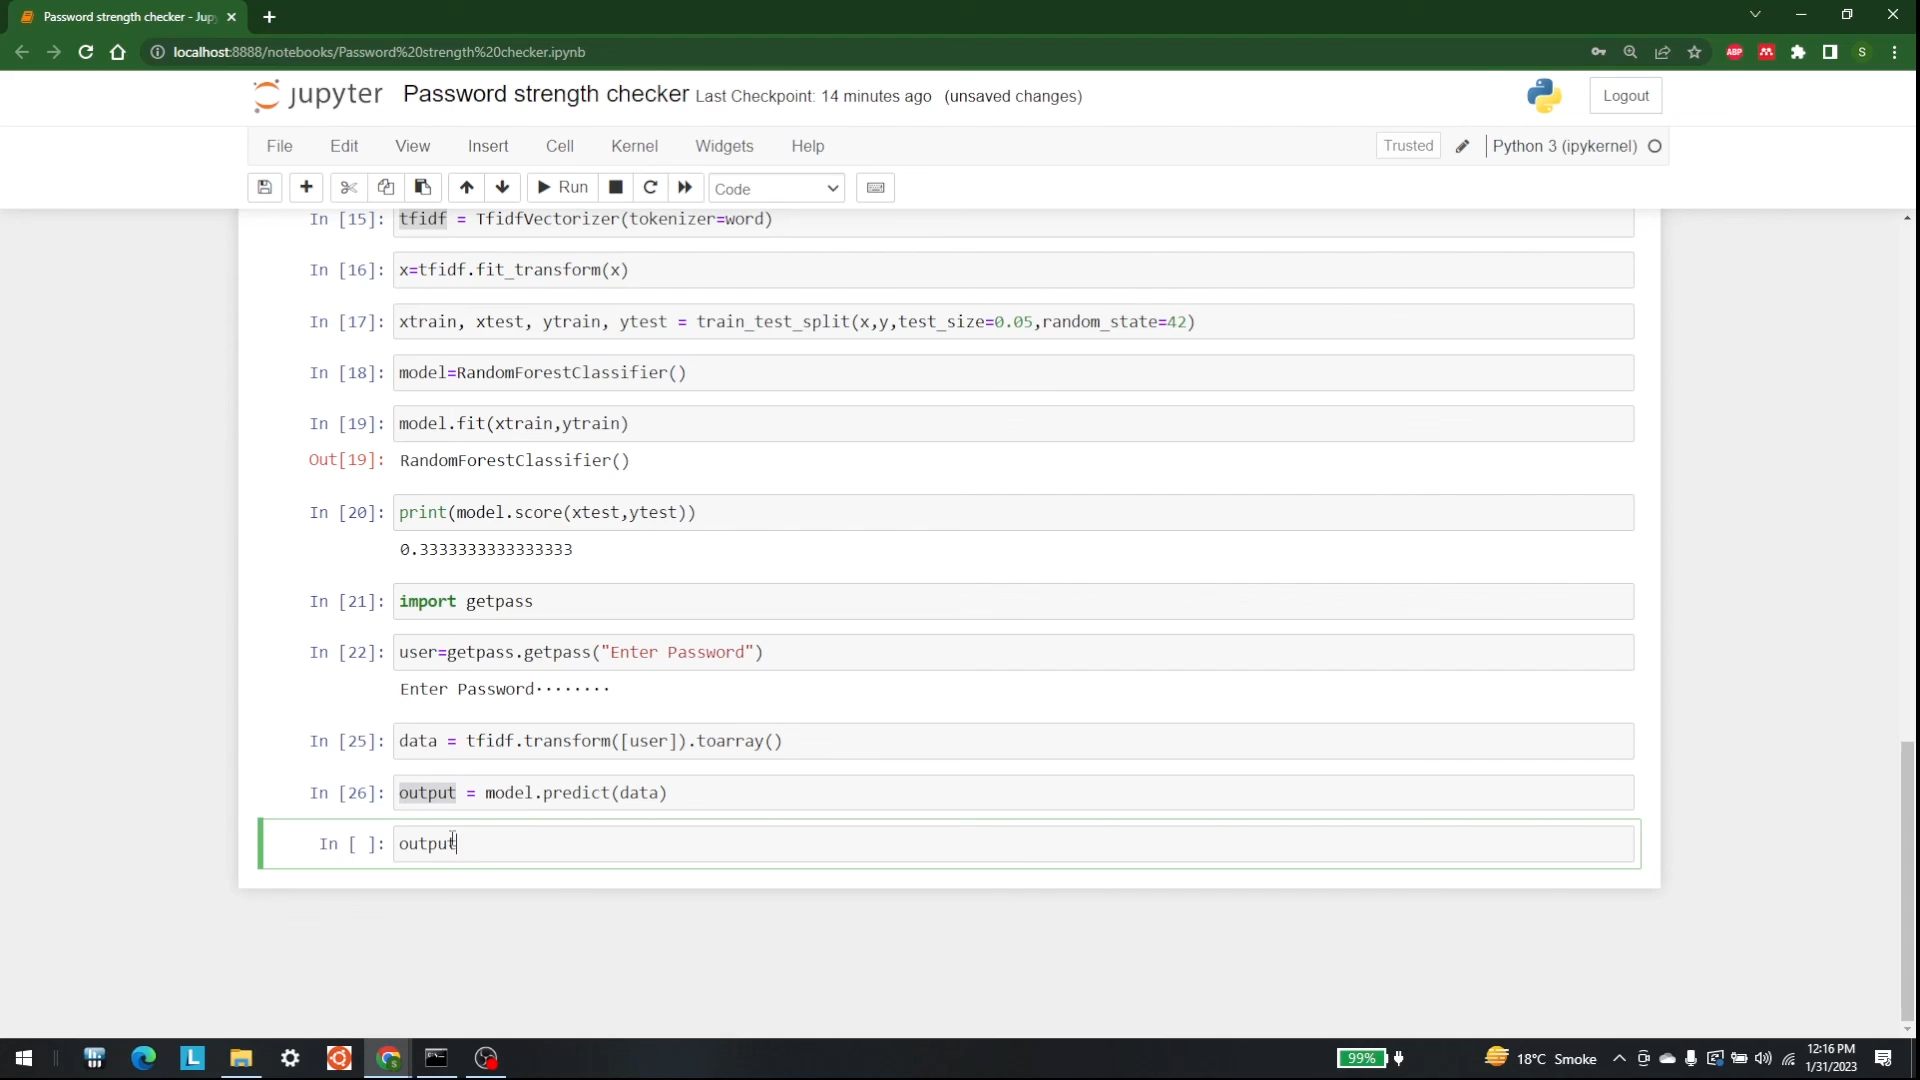 Password strength checker - Jup
localhost:8888/notebooks/Password%20strength%20checker.ipynb
ABP
S
jupyter Password strength checker Last Checkpoint: 14 minutes ago (unsaved changes)
Logout
File Edit View Insert Cell Kernel Widgets Help
Trusted
Python 3 (ipykernel)
Run
Code
In [15]: tfidf = TfidfVectorizer(tokenizer=word)
In [16]: x=tfidf.fit_transform(x)
In [17]: xtrain, xtest, ytrain, ytest = train_test_split(x,y,test_size=0.05,random_state=42)
In [18]: model=RandomForestClassifier()
In [19]: model.fit(xtrain,ytrain)
Out[19]: RandomForestClassifier()
In [20]: print(model.score(xtest,ytest))
0.3333333333333333
In [21]: import getpass
In [22]: user=getpass.getpass("Enter Password")
Enter Password········
In [25]: data = tfidf.transform([user]).toarray()
In [26]: output = model.predict(data)
In [ ]: output
L
99%
18°C Smoke
12:16 PM
1/31/2023